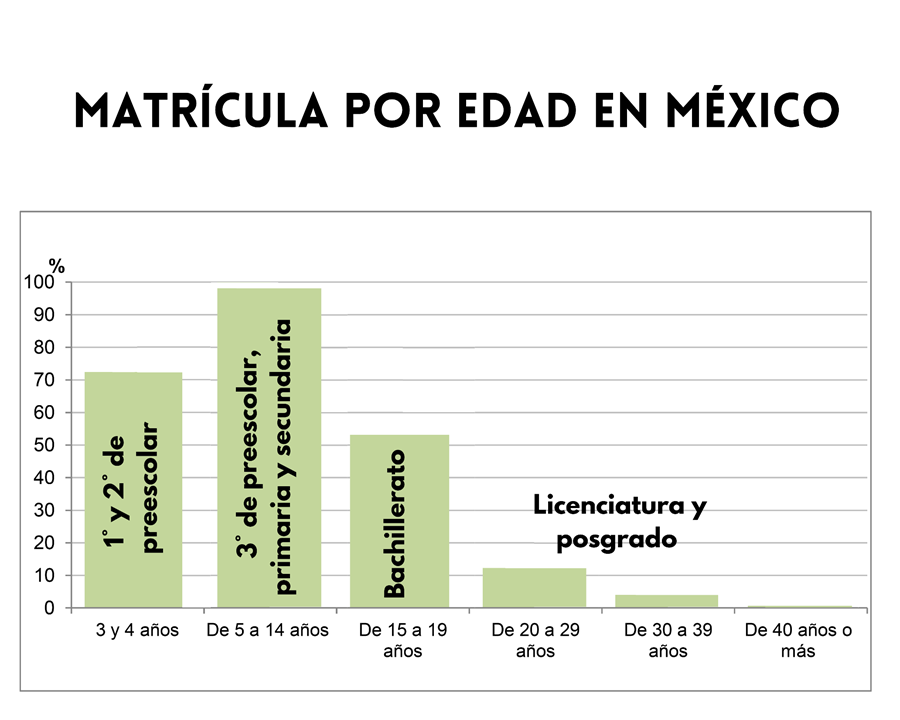 MATRÍCULA POR EDAD EN MÉXICO
%
100
90
80
70
60
50
40
30
20
10
0
1° y 2° de
preescolar
3° de preescolar,
primaria y secundaria
Bachillerato
Licenciatura y
posgrado
3 y 4 años
De 5 a 14 años
De 15 a 19
años
De 20 a 29
años
De 30 a 39
años
De 40 años o
más